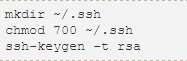 mkdir ~/.ssh
chmod 700 ~/.ssh
ssh-keygen -t rsa